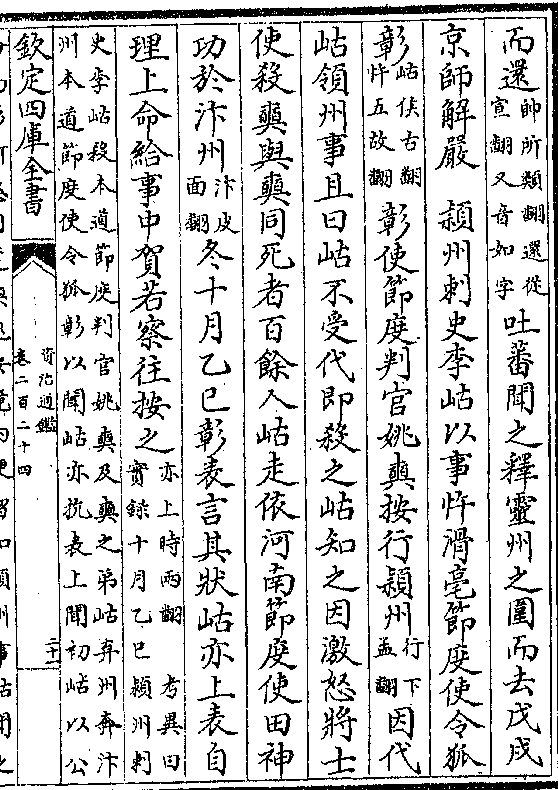 而還帥所類翻還從宣翻又音如字吐蕃聞之釋靈州之圍而去戊戌
京師解嚴　頴州刺史李岵以事忤滑亳節度使令狐
彰岵侯古翻忤五故翻彰使節度判官姚奭按行頴州行下孟翻因代
岵領州事且曰岵不受代即殺之岵知之因激怒將士
使殺奭與奭同死者百餘人岵走依河南節度使田神
功於汴州汴皮面翻冬十月乙巳彰表言其狀岵亦上表自
理上命給事中賀若察往按之亦上時兩翻　考異曰實録十月乙巳頴州刺
史李岵殺本道節度判官姚奭及奭之弟岵棄州奔汴
州本道節度使令狐彰以聞岵亦抗表上聞初岵以公
欽定四庫全書
資治通鑑
卷二百二十四